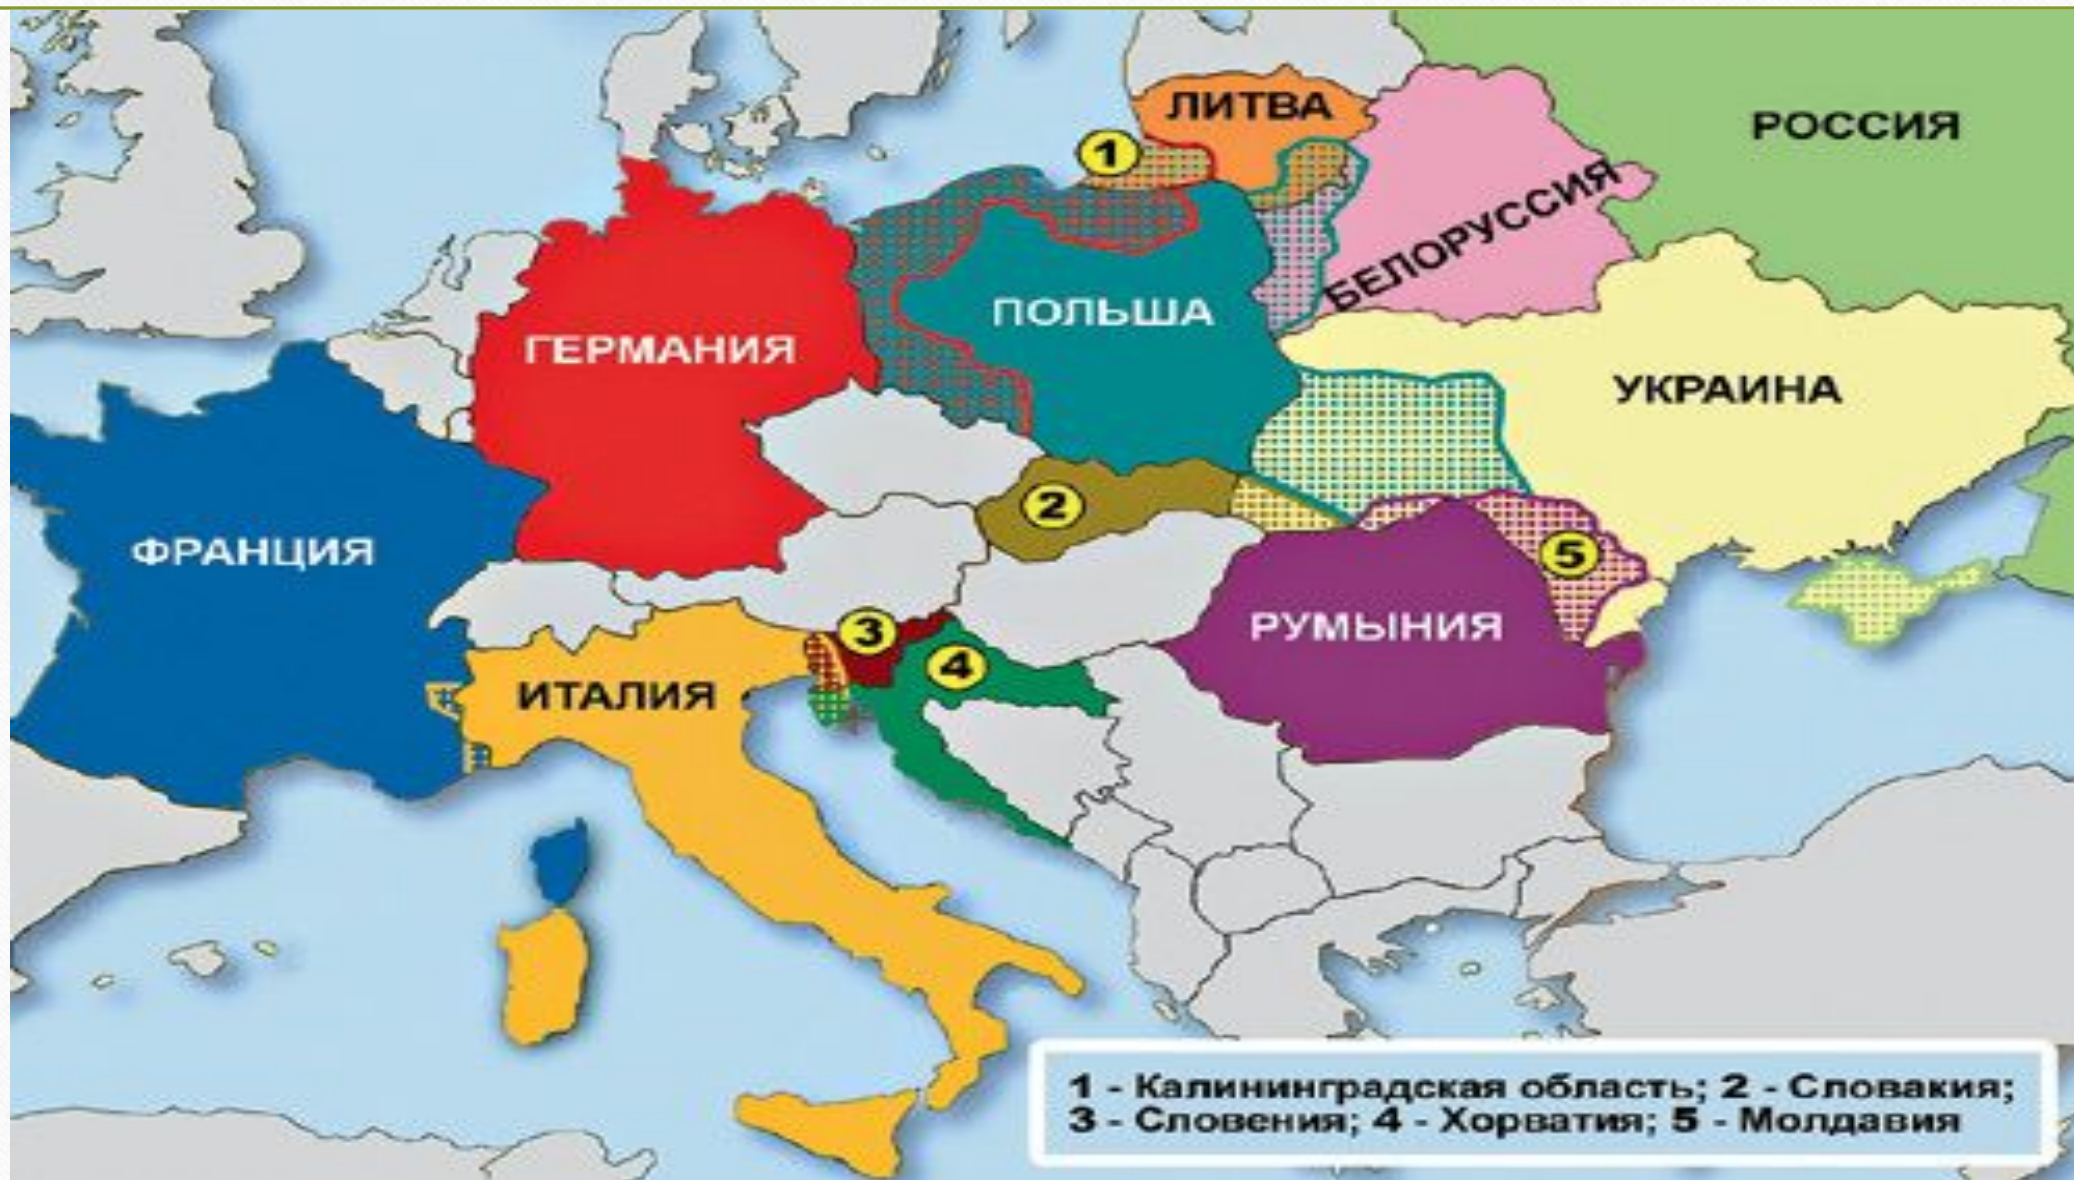 ЛИТВА
РОССИЯ
1
БЕЛОРУССИЯ
ПОЛЬША
ГЕРМАНИЯ
УКРАИНА
2
ФРАНЦИЯ
5
3
РУМЫНИЯ
4
ИТАЛИЯ
1 - Калининградская область; 2 - Словакия;
3 - Словения; 4 - Хорватия; 5 - Молдавия